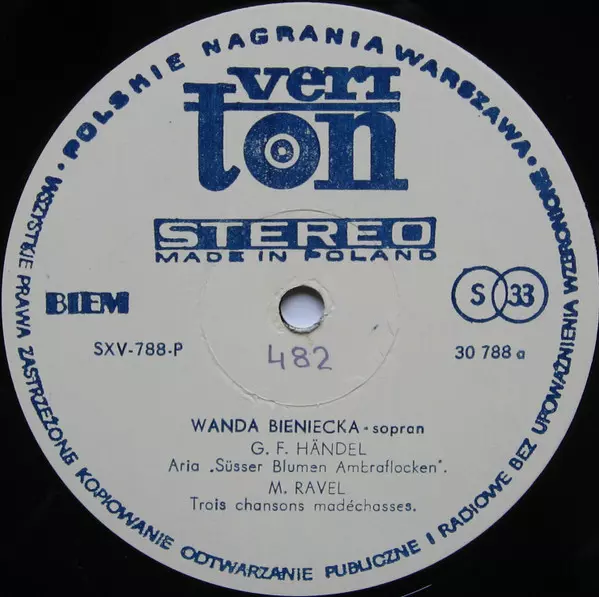 · POLSKIE NAGRANIA WARSZAWA ·
veri
ton
STEREO
MADE IN POLAND
BIEM
S 33
SXV-788-P
482
30 788 a
WANDA BIENIECKA - sopran
G. F. HÄNDEL
Aria „Süsser Blumen Ambraflocken".
M. RAVEL
Trois chansons madéchasses.
WSZYSTKIE PRAWA ZASTRZEŻONE KOPIOWANIE ODTWARZANIE PUBLICZNE I RADIOWE BEZ UPOWAŻNIENIA WZBRONIONE